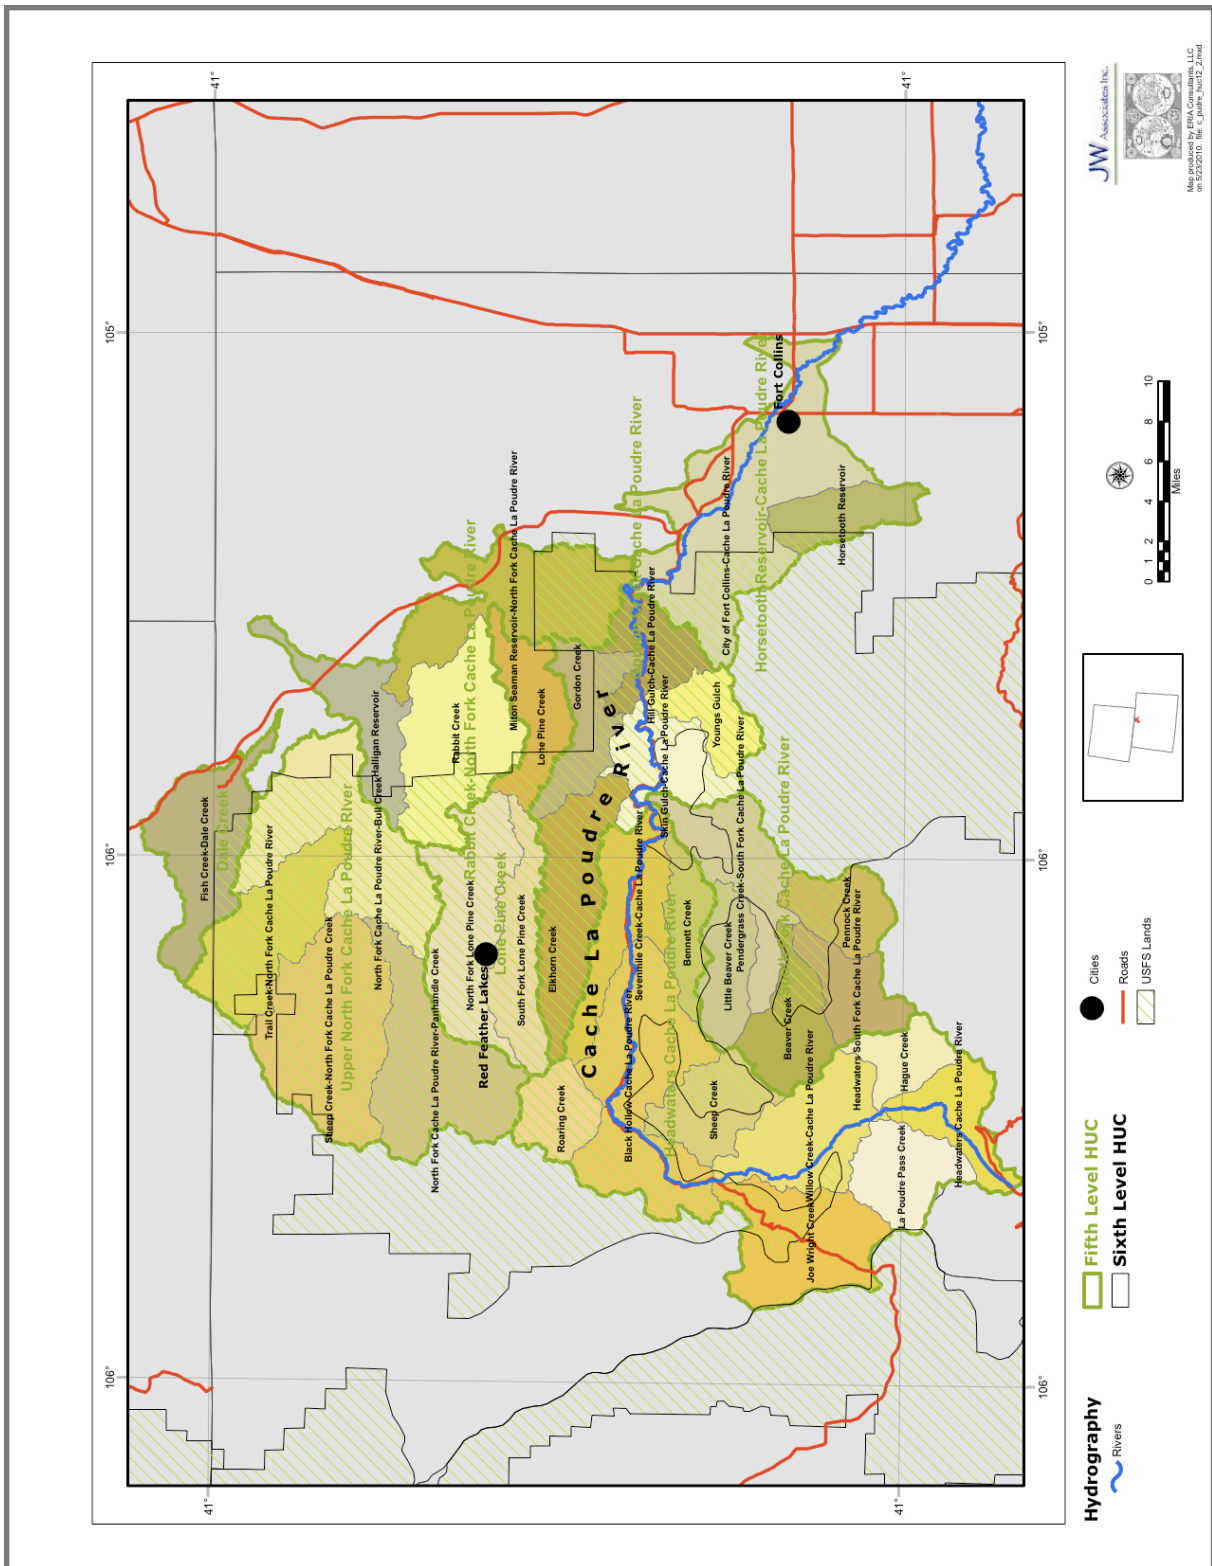 41°
41°
105°
105°
106°
106°
106°
106°
41°
41°
Fish Creek-Dale Creek
Dale Creek
Trail Creek-North Fork Cache La Poudre River
Sheep Creek-North Fork Cache La Poudre Creek
Upper North Fork Cache La Poudre River
Halligan Reservoir
North Fork Cache La Poudre River-Bull Creek
North Fork Cache La Poudre River-Panhandle Creek
Rabbit Creek
Rabbit Creek-North Fork Cache La Poudre River
North Fork Lone Pine Creek
Red Feather Lakes
Lone Pine Creek
South Fork Lone Pine Creek
Milton Seaman Reservoir-North Fork Cache La Poudre River
Lone Pine Creek
Elkhorn Creek
Roaring Creek
Gordon Creek
Cache La Poudre River
Cache La Poudre River
Hill Gulch-Cache La Poudre River
Skin Gulch-Cache La Poudre River
Sevenmile Creek-Cache La Poudre River
Black Hollow-Cache La Poudre River
Headwaters Cache La Poudre River
Bennett Creek
Sheep Creek
Youngs Gulch
Little Beaver Creek
Pendergrass Creek-South Fork Cache La Poudre River
City of Fort Collins-Cache La Poudre River
Horsetooth Reservoir-Cache La Poudre River
Fort Collins
Horsetooth Reservoir
South Fork Cache La Poudre River
Beaver Creek
Pennock Creek
Headwaters South Fork Cache La Poudre River
Willow Creek-Cache La Poudre River
Joe Wright Creek
Hague Creek
La Poudre Pass Creek
Headwaters Cache La Poudre River
Hydrography
Rivers
Fifth Level HUC
Sixth Level HUC
Cities
Roads
USFS Lands
0 1 2 4 6 8 10
Miles
JW Associates Inc.
Map produced by ERIA Consultants, LLC
on 5/23/2010. file: c_pudre_huc12_2.mxd